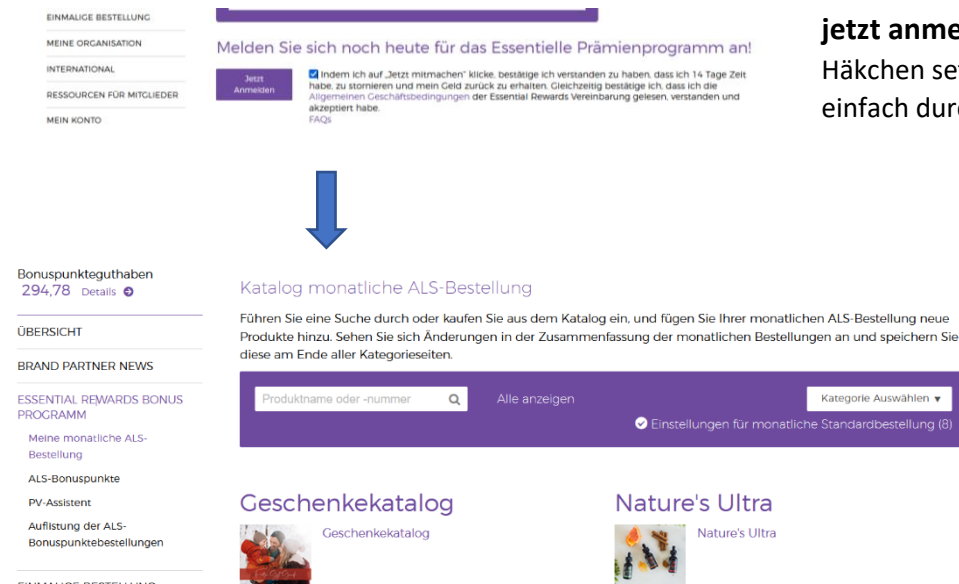 EINMALIGE BESTELLUNG
MEINE ORGANISATION
INTERNATIONAL
RESSOURCEN FÜR MITGLIEDER
MEIN KONTO
Melden Sie sich noch heute für das Essentielle Prämienprogramm an!
Jetzt
Anmelden
Indem ich auf „Jetzt mitmachen" klicke, bestätige ich verstanden zu haben, dass ich 14 Tage Zeit
habe, zu stornieren und mein Geld zurück zu erhalten. Gleichzeitig bestätige ich, dass ich die
Allgemeinen Geschäftsbedingungen der Essential Rewards Vereinbarung gelesen, verstanden und
akzeptiert habe.
FAQs
jetzt anme
Häkchen se
einfach dur
Bonuspunkteguthaben
294,78 Details
ÜBERSICHT
BRAND PARTNER NEWS
ESSENTIAL REWARDS BONUS
PROGRAMM
Meine monatliche ALS-
Bestellung
ALS-Bonuspunkte
PV-Assistent
Auflistung der ALS-
Bonuspunktebestellungen
EINMALIGE BESTELLUNG
Katalog monatliche ALS-Bestellung
Führen Sie eine Suche durch oder kaufen Sie aus dem Katalog ein, und fügen Sie Ihrer monatlichen ALS-Bestellung neue
Produkte hinzu. Sehen Sie sich Änderungen in der Zusammenfassung der monatlichen Bestellungen an und speichern Sie
diese am Ende aller Kategorieseiten.
Produktname oder -nummer
Alle anzeigen
Kategorie Auswählen ▼
Einstellungen für monatliche Standardbestellung (8)
Geschenkekatalog
Geschenkekatalog
Nature's Ultra
Nature's Ultra